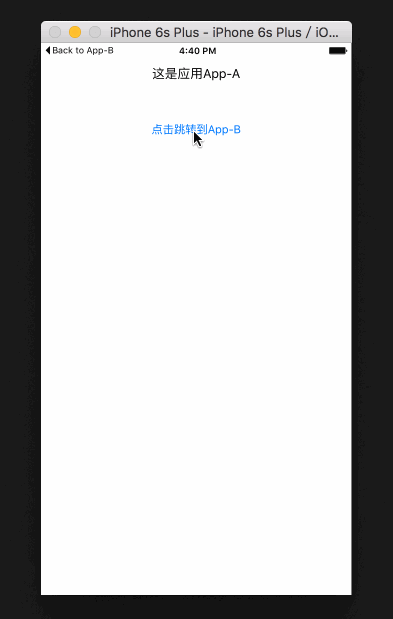 iPhone 6s Plus - iPhone 6s Plus / iO...
Back to App-B
4:40 PM
这是应用App-A
点击跳转到App-B